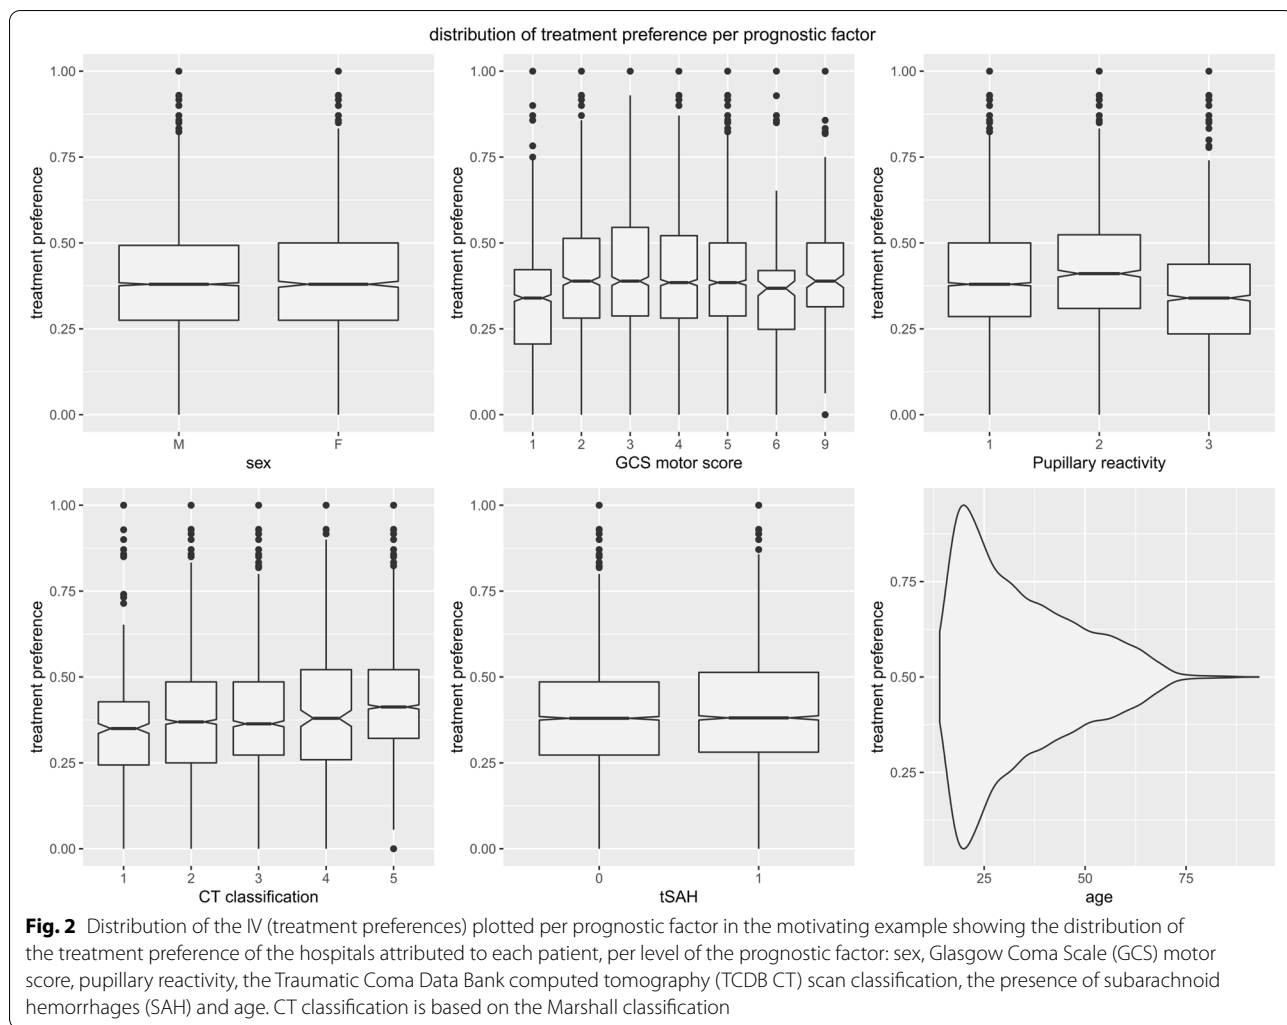 distribution of treatment preference per prognostic factor
1.00
0.75
0.50
0.25
0.00
treatment preference
M F
sex
1.00
0.75
0.50
0.25
0.00
treatment preference
1 2 3 4 5 6 9
GCS motor score
1.00
0.75
0.50
0.25
0.00
treatment preference
1 2 3
Pupillary reactivity
1.00
0.75
0.50
0.25
0.00
treatment preference
1 2 3 4 5
CT classification
1.00
0.75
0.50
0.25
0.00
treatment preference
0 1
tSAH
0.75
0.50
0.25
treatment preference
25 50 75
age
Fig. 2 Distribution of the IV (treatment preferences) plotted per prognostic factor in the motivating example showing the distribution of
the treatment preference of the hospitals attributed to each patient, per level of the prognostic factor: sex, Glasgow Coma Scale (GCS) motor
score, pupillary reactivity, the Traumatic Coma Data Bank computed tomography (TCDB CT) scan classification, the presence of subarachnoid
hemorrhages (SAH) and age. CT classification is based on the Marshall classification